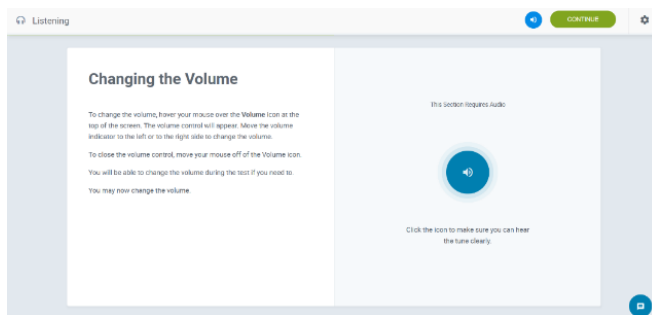 Listening
CONTINUE
Changing the Volume
To change the volume, hover your mouse over the Volume icon at the
top of the screen. The volume control will appear. Move the volume
indicator to the left or to the right side to change the volume.
To close the volume control, move your mouse off of the Volume icon.
You will be able to change the volume during the test if you need to.
You may now change the volume.
This Section Requires Audio
Click the icon to make sure you can hear
the tune clearly.